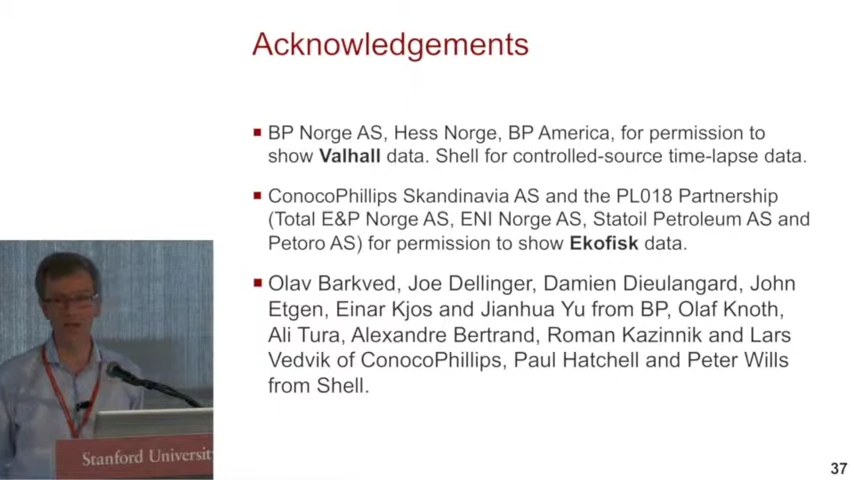 Acknowledgements
▪ BP Norge AS, Hess Norge, BP America, for permission to
show Valhall data. Shell for controlled-source time-lapse data.
▪ ConocoPhillips Skandinavia AS and the PL018 Partnership
(Total E&P Norge AS, ENI Norge AS, Statoil Petroleum AS and
Petoro AS) for permission to show Ekofisk data.
▪ Olav Barkved, Joe Dellinger, Damien Dieulangard, John
Etgen, Einar Kjos and Jianhua Yu from BP, Olaf Knoth,
Ali Tura, Alexandre Bertrand, Roman Kazinnik and Lars
Vedvik of ConocoPhillips, Paul Hatchell and Peter Wills
from Shell.
Stanford University
37